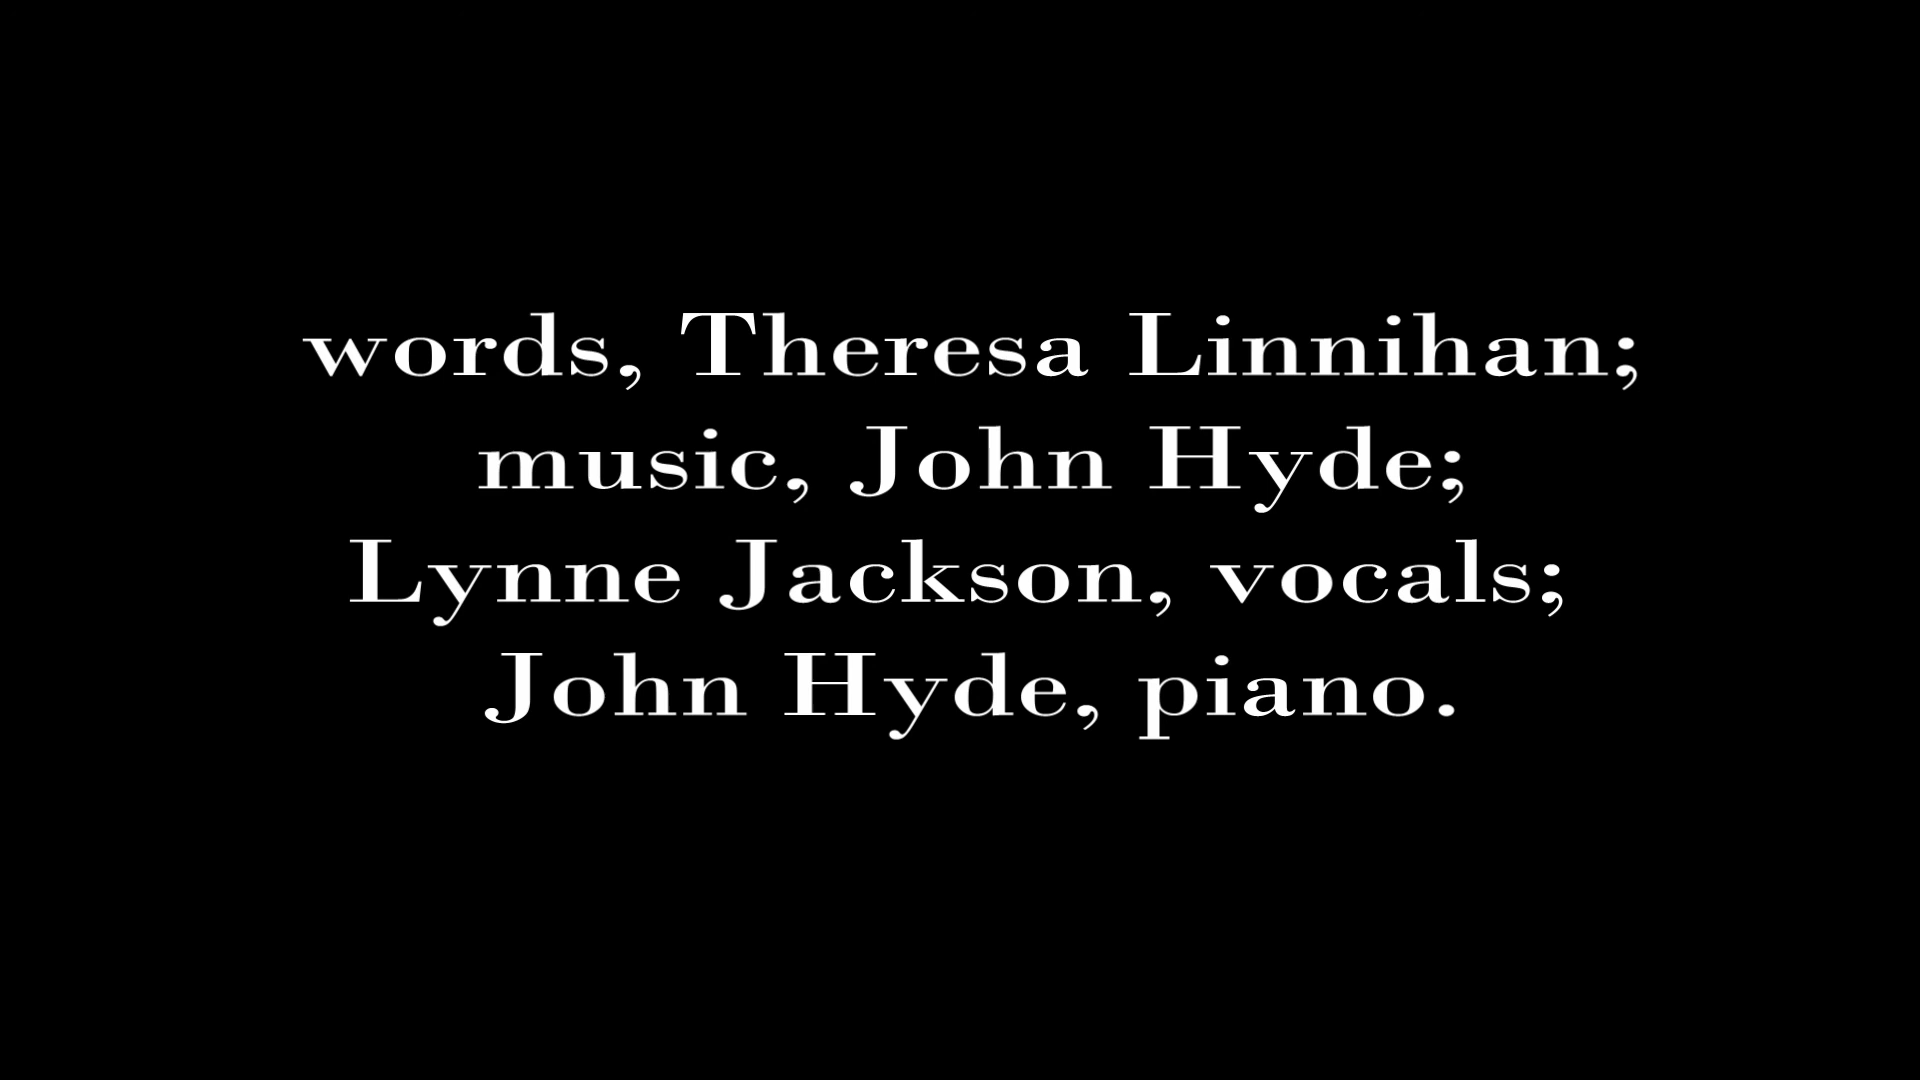 words, Theresa Linnihan;
music, John Hyde;
Lynne Jackson, vocals;
John Hyde, piano.